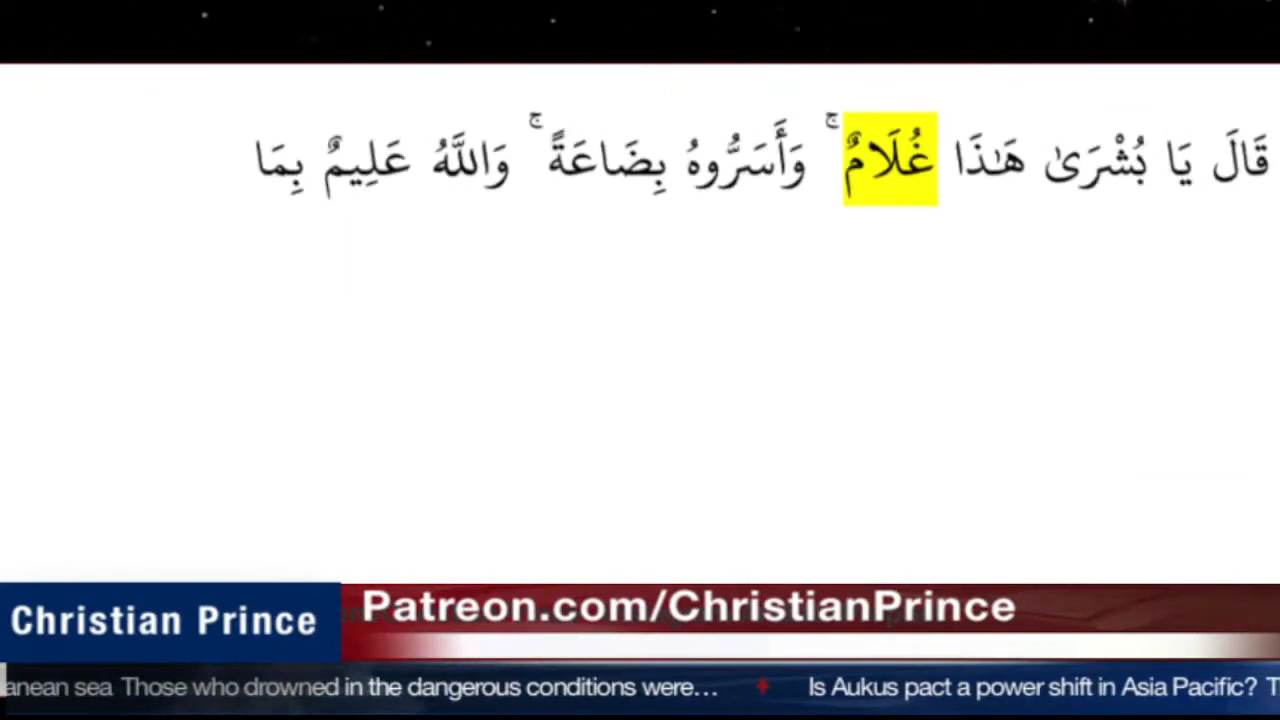 قَالَ يَا بُشْرَىٰ هَـٰذَا غُلَامٌ ۚ وَأَسَرُّوهُ بِضَاعَةً ۚ وَاللَّهُ عَلِيمٌ بِمَا
Christian Prince
Patreon.com/ChristianPrince
anean sea Those who drowned in the dangerous conditions were... Is Aukus pact a power shift in Asia Pacific? T